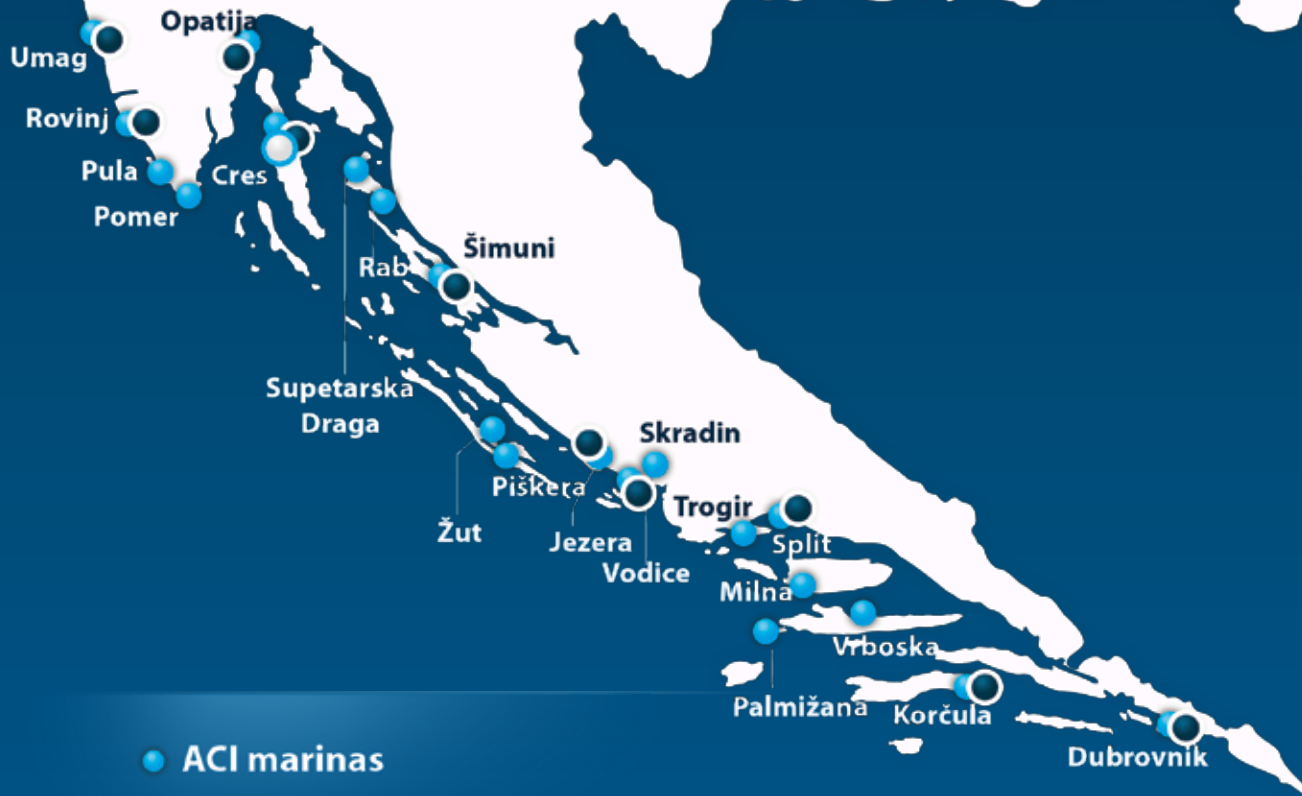 Opatija
Umag
Rovinj
Pula
Cres
Pomer
Šimuni
Rab
Supetarska
Draga
Skradin
Piškera
Trogir
Žut
Jezera
Split
Vodice
Milna
Vrboska
Palmižana
Korčula
Dubrovnik
ACI marinas